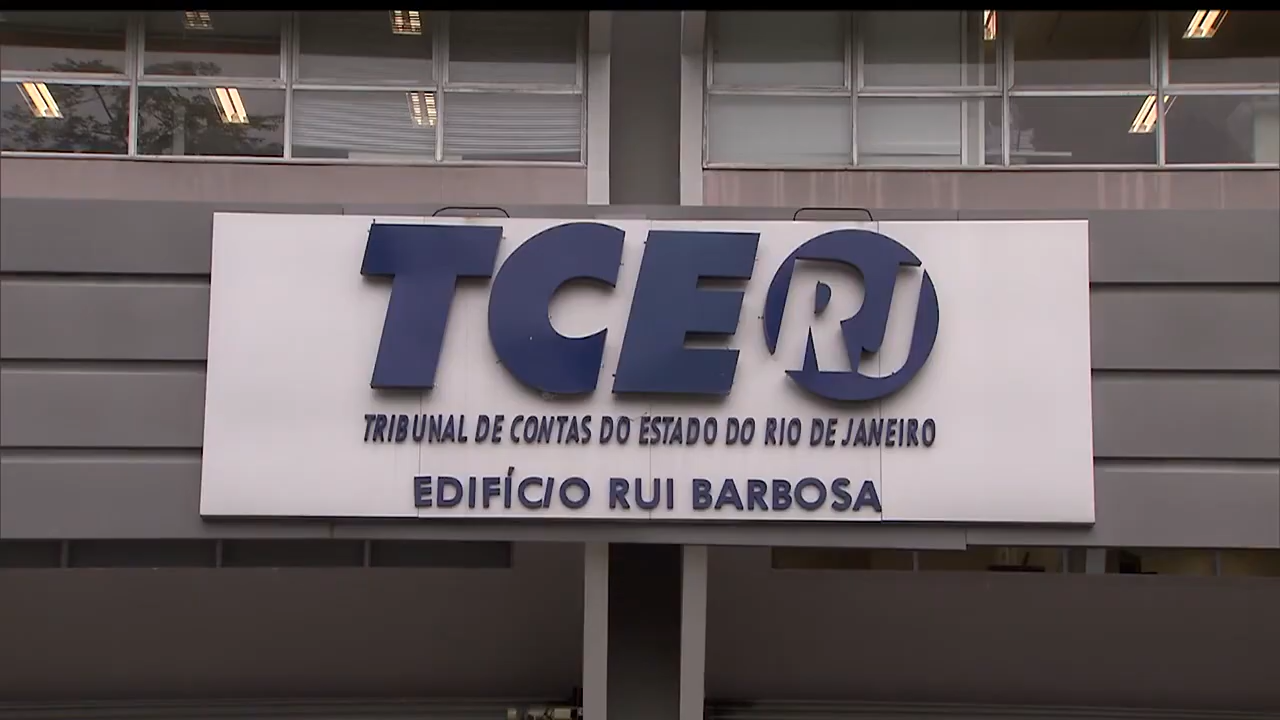 TCERJ
TRIBUNAL DE CONTAS DO ESTADO DO RIO DE JANEIRO
EDIFÍCIO RUI BARBOSA